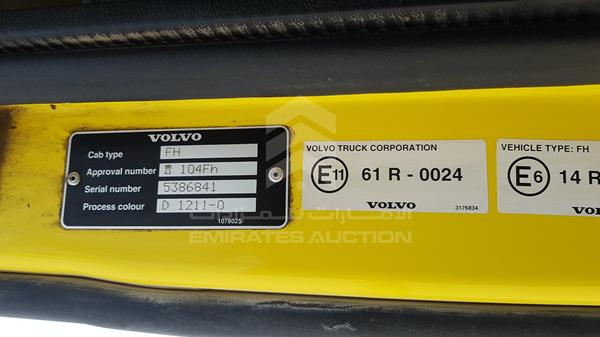 VOLVO
Cab type FH
Approval number 104Fh
Serial number 5386841
Process colour D 1211-0
1078025
VOLVO TRUCK CORPORATION
E11 61 R - 0024
VOLVO 3176834
VEHICLE TYPE: FH
E6 14 R
VO
الإمارات للمزادات
EMIRATES AUCTION